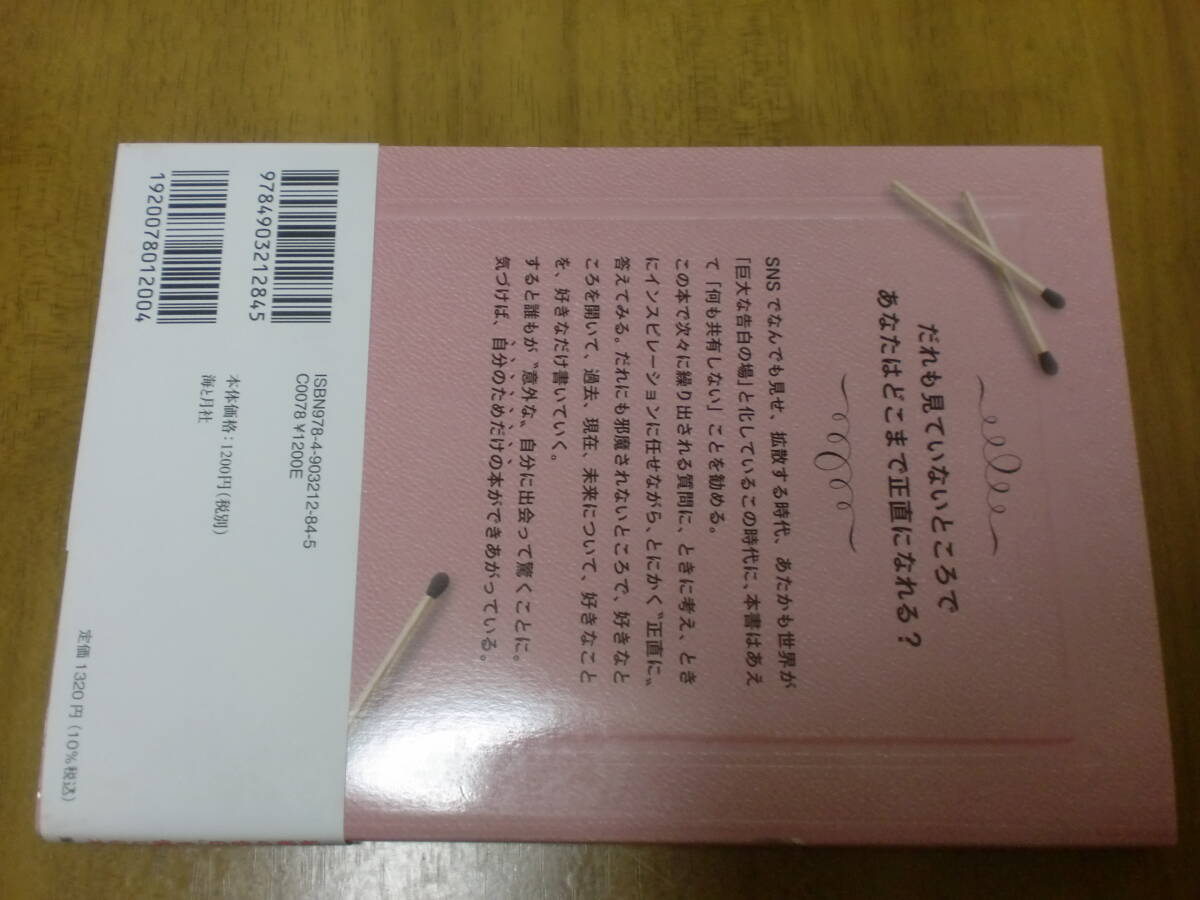 だれも見ていないところで
あなたはどこまで正直になれる？
SNSでなんでも見せ、拡散する時代、あたかも世界が
「巨大な告白の場」と化しているこの時代に、本書はあえ
て「何も共有しない」ことを勧める。
この本で次々に繰り出される質問に、ときに考え、とき
にインスピレーションに任せながら、とにかく〝正直に〟
答えてみる。だれにも邪魔されないところで、好きなと
ころを開いて、過去、現在、未来について、好きなこと
を、好きなだけ書いていく。
すると誰もが〝意外な〟自分に出会って驚くことに。
気づけば、自分のためだけの本ができあがっている。
9784903212845
1920078012004
ISBN978-4-903212-84-5
C0078 ¥1200E
本体価格：1200円（税別）
海と月社
定価 1320円（10％税込）